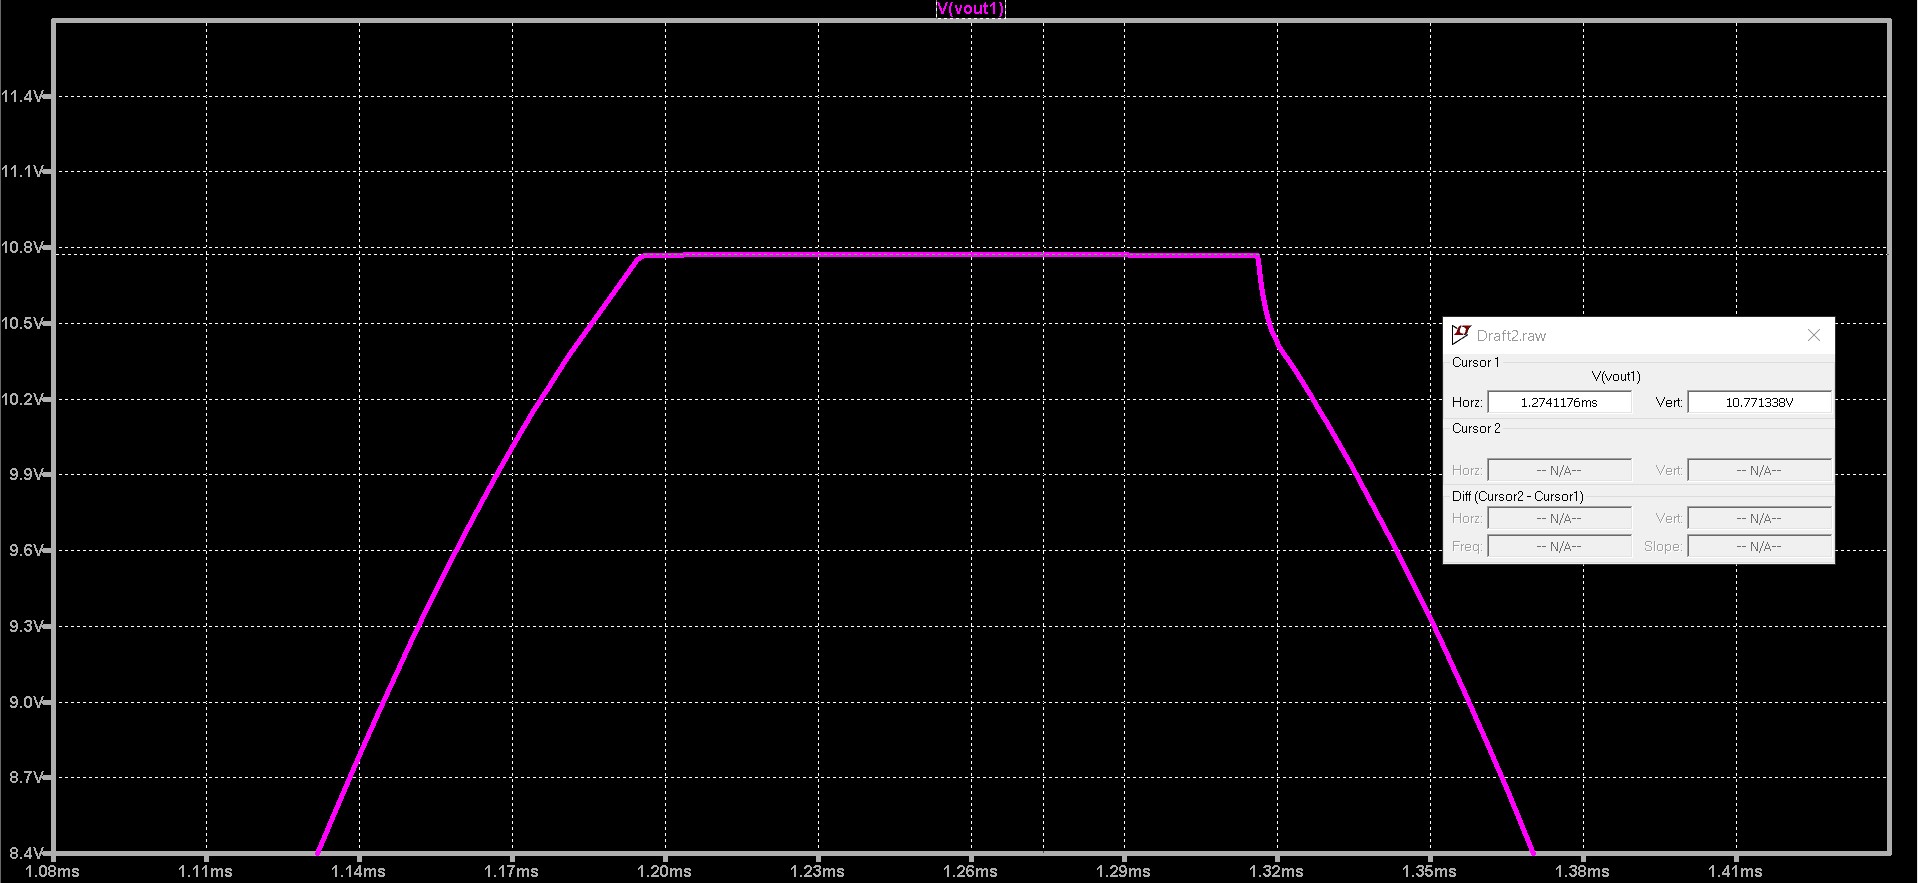 V(vout1)
11.4V
11.1V
10.8V
10.5V
10.2V
9.9V
9.6V
9.3V
9.0V
8.7V
8.4V
1.08ms 1.11ms 1.14ms 1.17ms 1.20ms 1.23ms 1.26ms 1.29ms 1.32ms 1.35ms 1.38ms 1.41ms
Draft2.raw
Cursor 1
V(vout1)
Horz: 1.2741176ms Vert: 10.771338V
Cursor 2
Horz: -- N/A-- Vert: -- N/A--
Diff (Cursor2 - Cursor1)
Horz: -- N/A-- Vert: -- N/A--
Freq: -- N/A-- Slope: -- N/A--